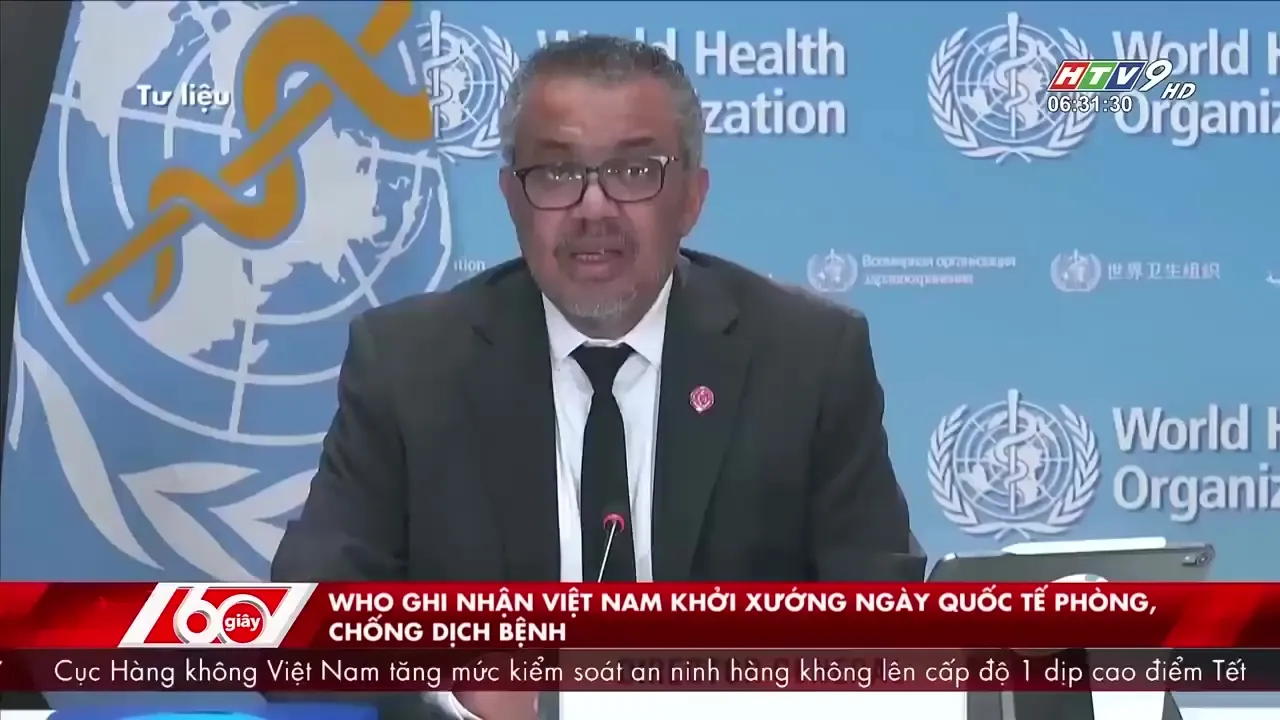 World Health
Organization
World H
Organiz
Tư liệu
HTV9 HD
06:31:30
Всемирная организация
здравоохранения
世界卫生组织
World H
Organiz
60 giây
WHO GHI NHẬN VIỆT NAM KHỞI XƯỚNG NGÀY QUỐC TẾ PHÒNG,
CHỐNG DỊCH BỆNH
Cục Hàng không Việt Nam tăng mức kiểm soát an ninh hàng không lên cấp độ 1 dịp cao điểm Tết